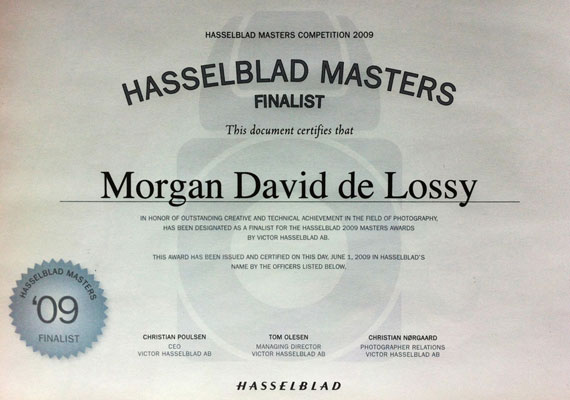 HASSELBLAD MASTERS COMPETITION 2009
HASSELBLAD MASTERS
FINALIST
This document certifies that
Morgan David de Lossy
IN HONOR OF OUTSTANDING CREATIVE AND TECHNICAL ACHIEVEMENT IN THE FIELD OF PHOTOGRAPHY,
HAS BEEN DESIGNATED AS A FINALIST FOR THE HASSELBLAD 2009 MASTERS AWARDS
BY VICTOR HASSELBLAD AB.
THIS AWARD HAS BEEN ISSUED AND CERTIFIED ON THIS DAY, JUNE 1, 2009 IN HASSELBLAD'S
NAME BY THE OFFICERS LISTED BELOW.
HASSELBLAD MASTERS
'09
FINALIST
CHRISTIAN POULSEN
CEO
VICTOR HASSELBLAD AB
TOM OLESEN
MANAGING DIRECTOR
VICTOR HASSELBLAD AB
CHRISTIAN NØRGAARD
PHOTOGRAPHER RELATIONS
VICTOR HASSELBLAD AB
HASSELBLAD